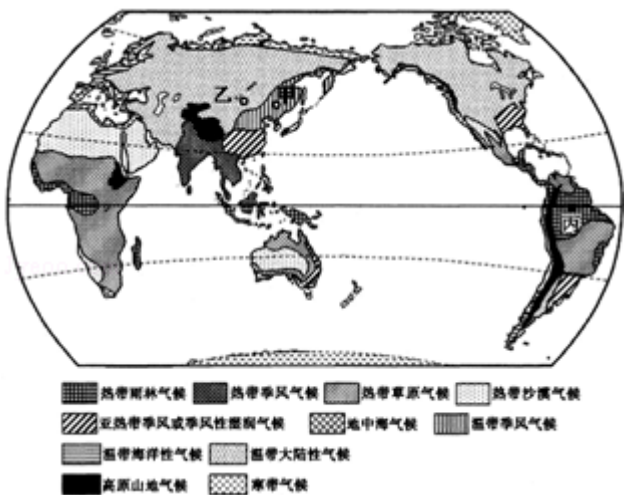 乙
甲
丙
热带雨林气候 热带季风气候 热带草原气候 热带沙漠气候
亚热带季风或季风性湿润气候 地中海气候 温带季风气候
温带海洋性气候 温带大陆性气候
高原山地气候 寒带气候